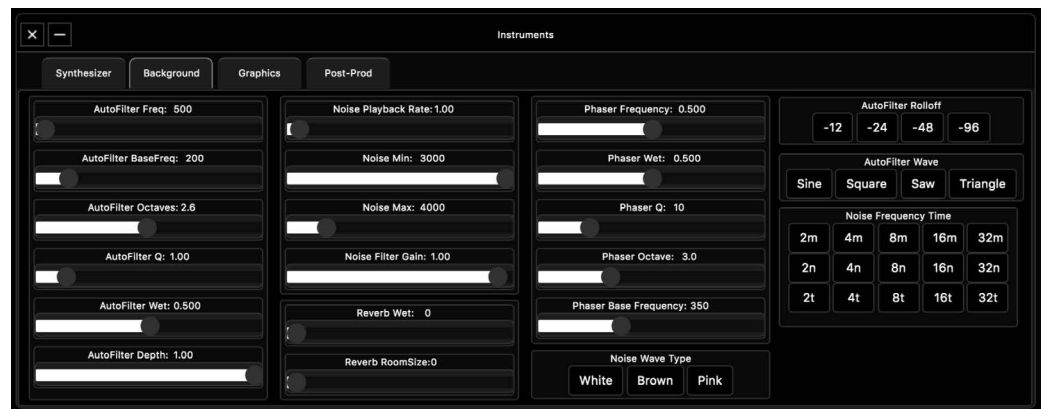 Instruments
Synthesizer Background Graphics Post-Prod
AutoFilter Freq: 500
AutoFilter BaseFreq: 200
AutoFilter Octaves: 2.6
AutoFilter Q: 1.00
AutoFilter Wet: 0.500
AutoFilter Depth: 1.00
Noise Playback Rate: 1.00
Noise Min: 3000
Noise Max: 4000
Noise Filter Gain: 1.00
Reverb Wet: 0
Reverb RoomSize:0
Phaser Frequency: 0.500
Phaser Wet: 0.500
Phaser Q: 10
Phaser Octave: 3.0
Phaser Base Frequency: 350
Noise Wave Type
White Brown Pink
AutoFilter Rolloff
-12 -24 -48 -96
AutoFilter Wave
Sine Square Saw Triangle
Noise Frequency Time
2m 4m 8m 16m 32m
2n 4n 8n 16n 32n
2t 4t 8t 16t 32t